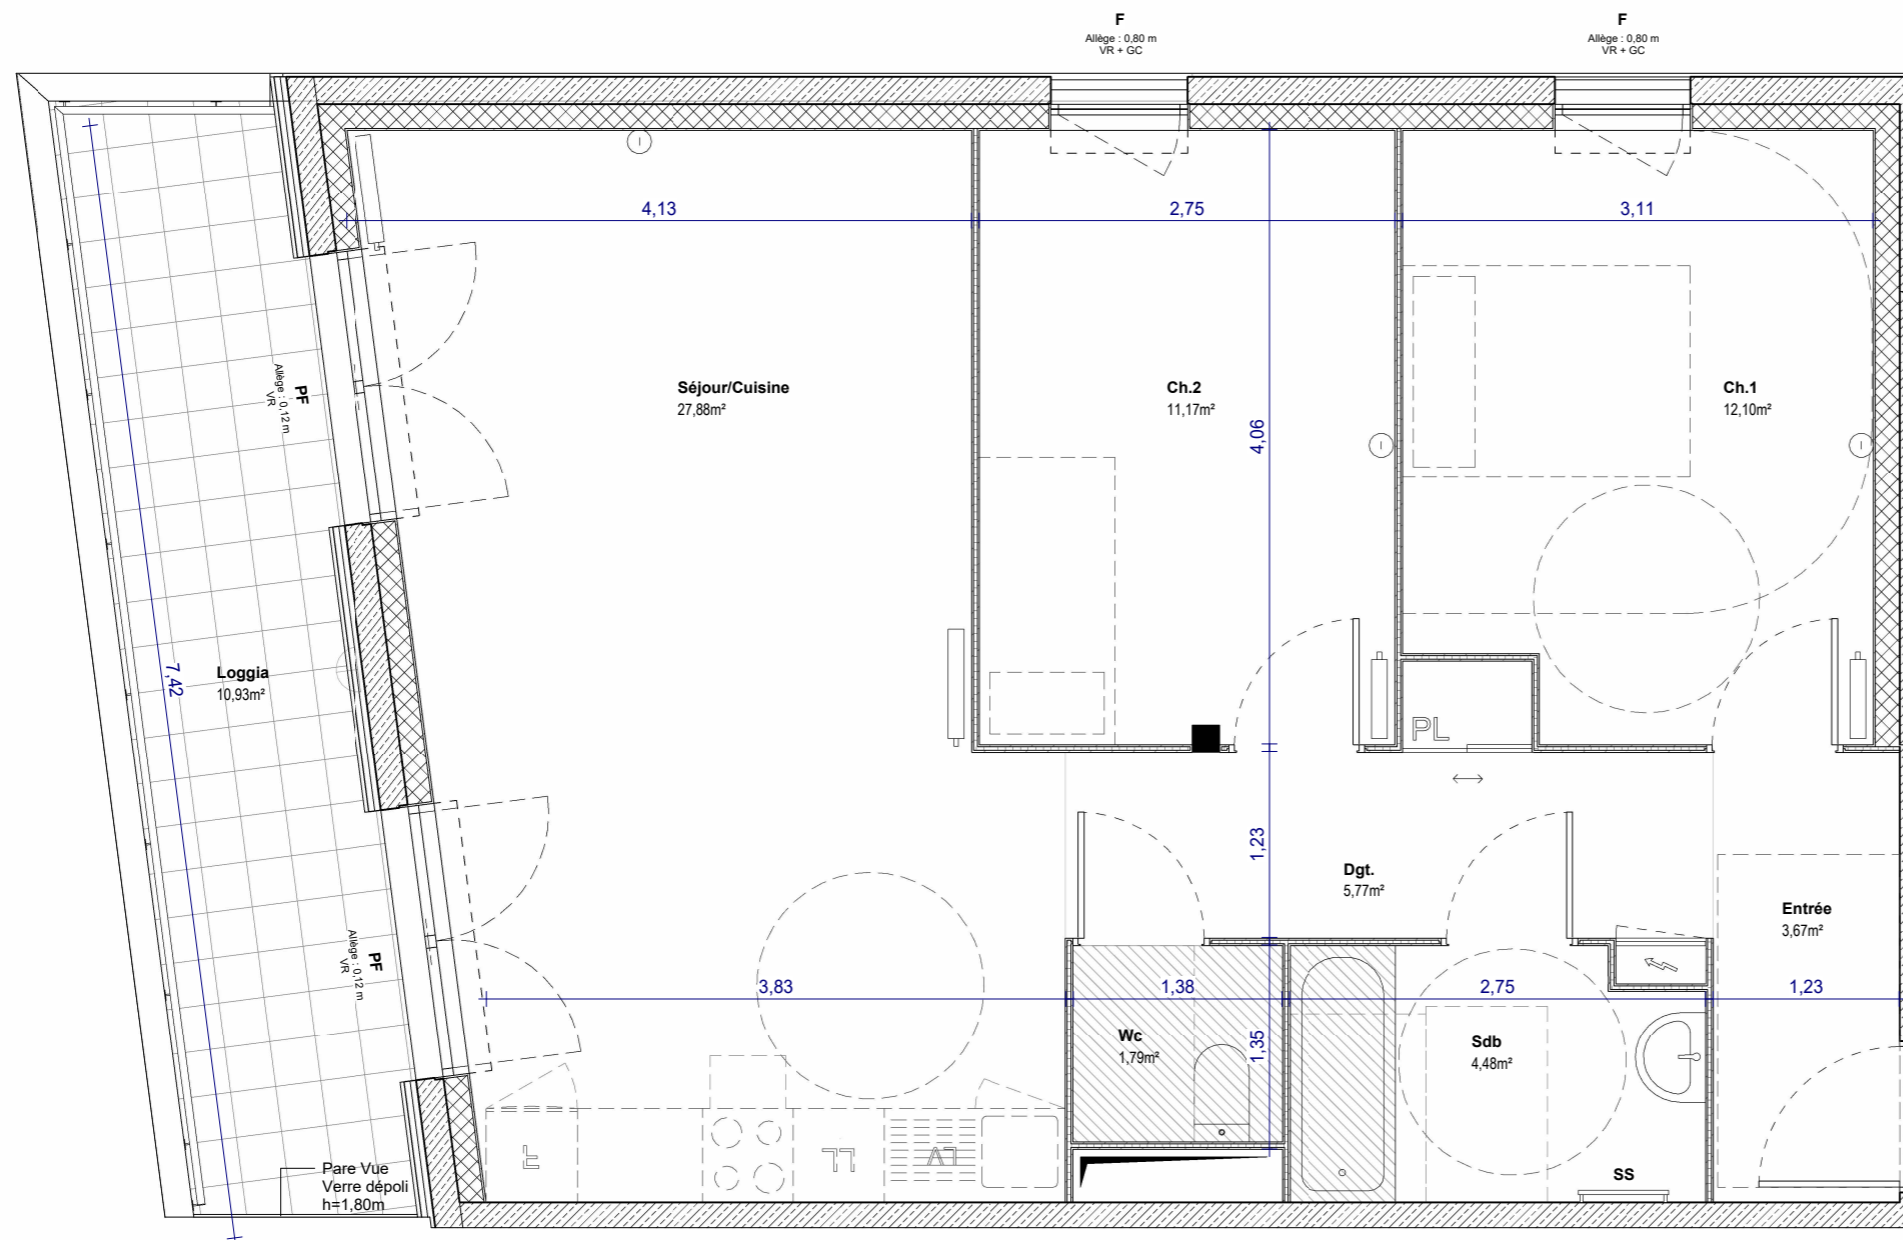 F
Allège : 0,80 m
VR + GC
F
Allège : 0,80 m
VR + GC
4,13
2,75
3,11
PF
Allège : 0,12 m
VR
Séjour/Cuisine
27,88m²
Ch.2
11,17m²
Ch.1
12,10m²
4,06
Loggia
10,93m²
7,42
PL
1,23
Dgt.
5,77m²
Entrée
3,67m²
PF
Allège : 0,12 m
VR
3,83
1,38
2,75
1,23
Wc
1,79m²
1,35
Sdb
4,48m²
F
LL
LV
SS
Pare Vue
Verre dépoli
h=1,80m